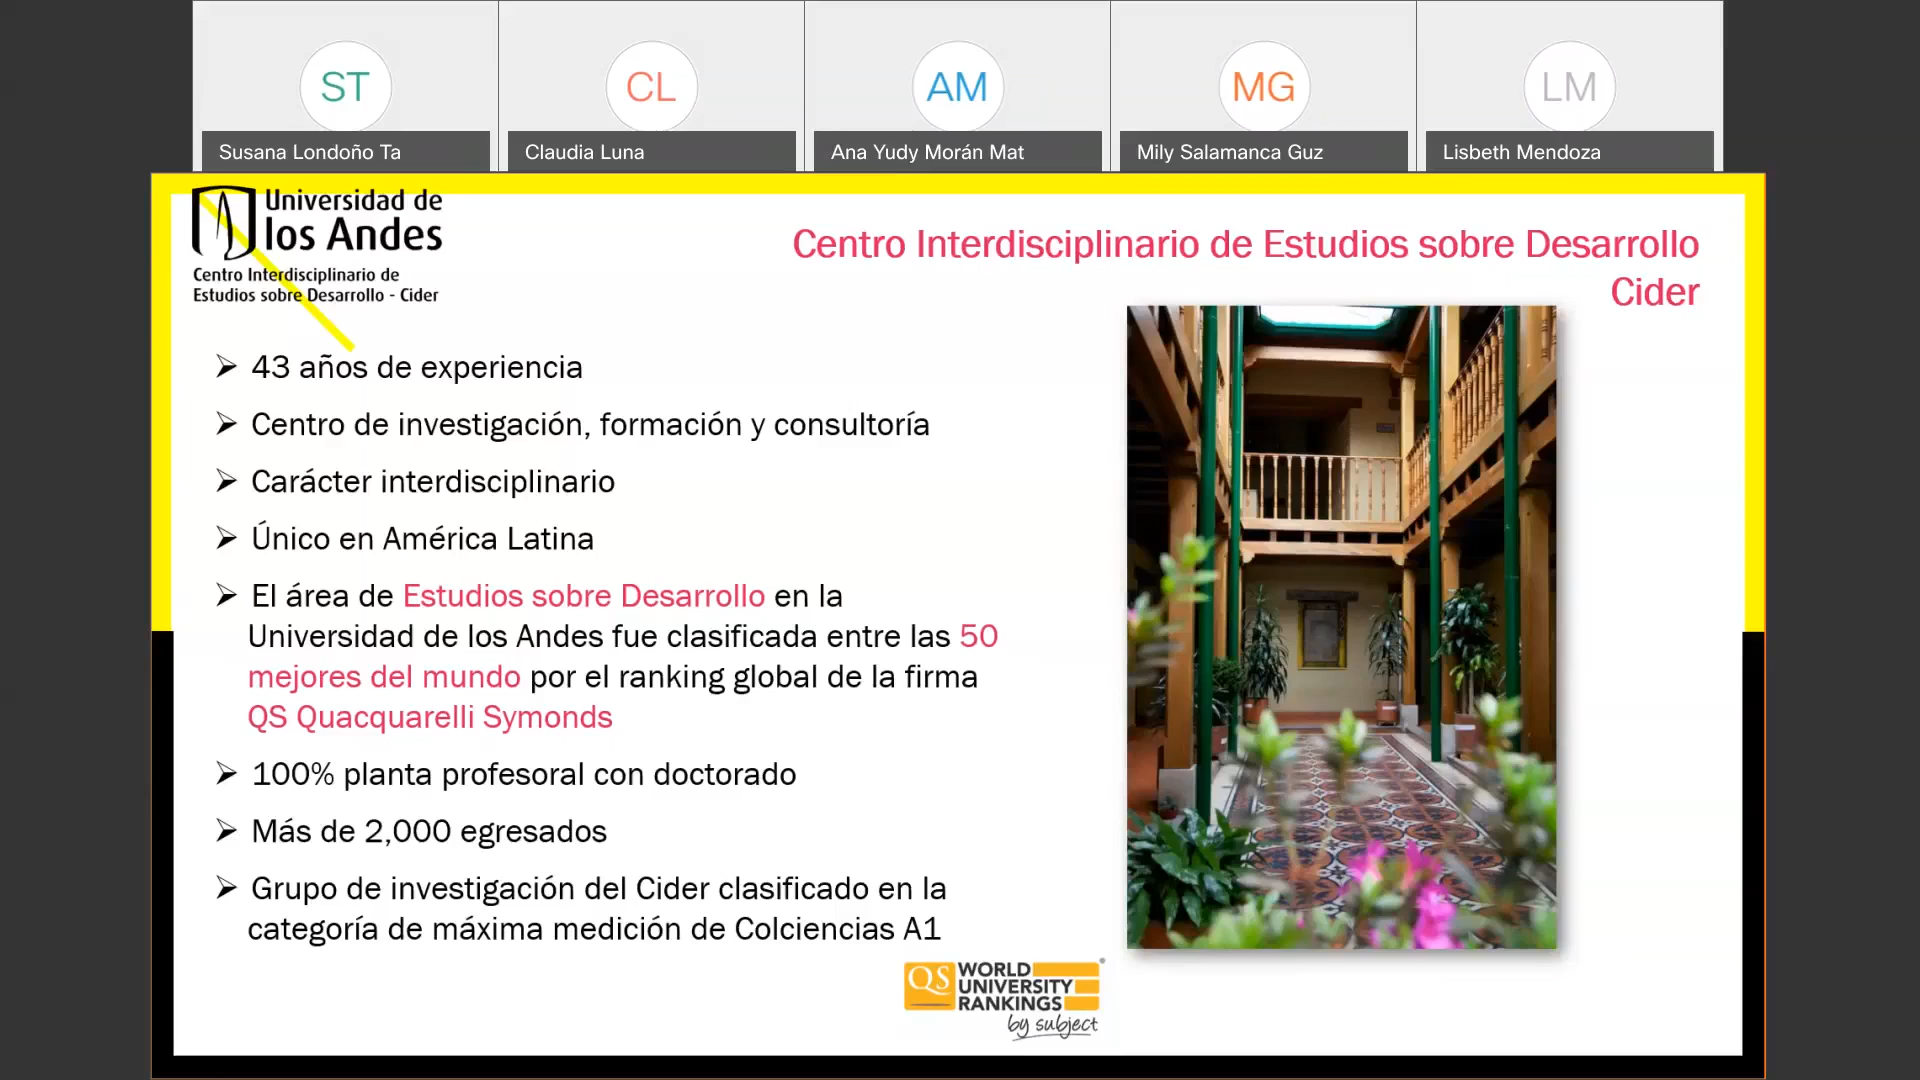 ST
CL
AM
MG
LM
Susana Londoño Ta
Claudia Luna
Ana Yudy Morán Mat
Mily Salamanca Guz
Lisbeth Mendoza
Universidad de
los Andes
Centro Interdisciplinario de
Estudios sobre Desarrollo - Cider
Centro Interdisciplinario de Estudios sobre Desarrollo
Cider
➢ 43 años de experiencia
➢ Centro de investigación, formación y consultoría
➢ Carácter interdisciplinario
➢ Único en América Latina
➢ El área de Estudios sobre Desarrollo en la
Universidad de los Andes fue clasificada entre las 50
mejores del mundo por el ranking global de la firma
QS Quacquarelli Symonds
➢ 100% planta profesoral con doctorado
➢ Más de 2,000 egresados
➢ Grupo de investigación del Cider clasificado en la
categoría de máxima medición de Colciencias A1
QS
WORLD
UNIVERSITY
RANKINGS
by subject